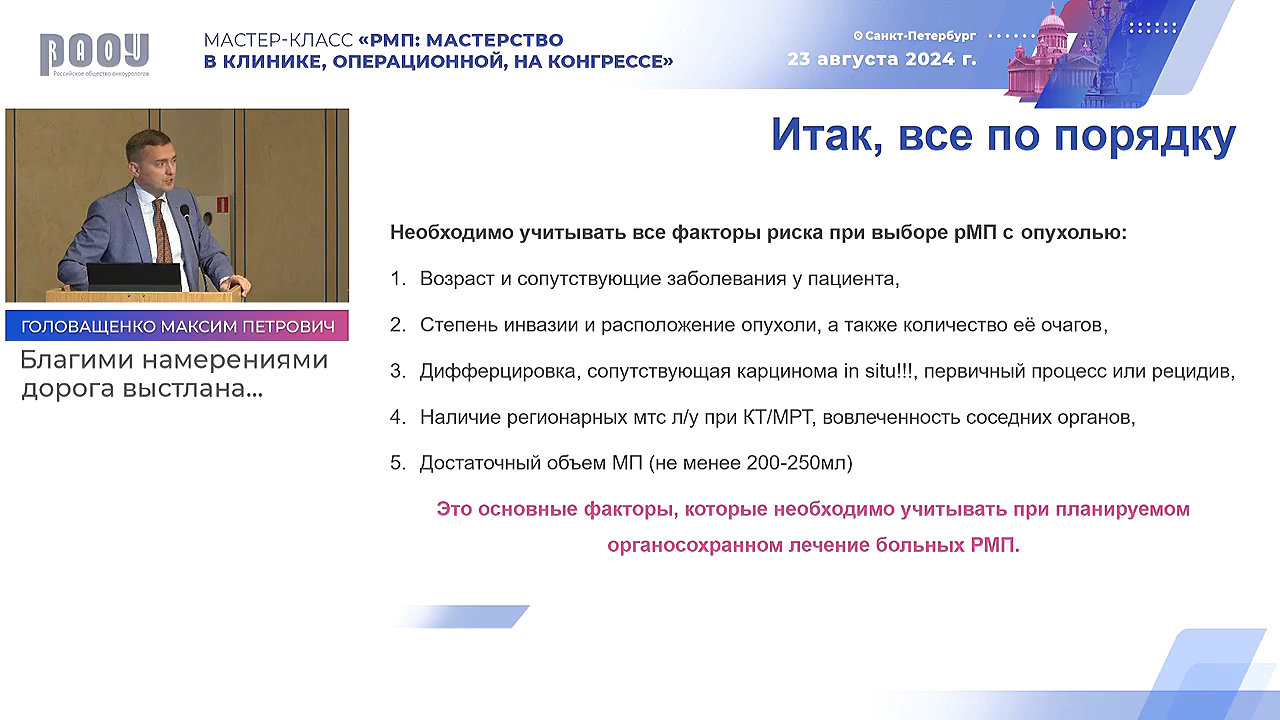 РАОУ
Российское общество онкоурологов
МАСТЕР-КЛАСС «РМП: МАСТЕРСТВО
В КЛИНИКЕ, ОПЕРАЦИОННОЙ, НА КОНГРЕССЕ»
Санкт-Петербург
23 августа 2024 г.
ГОЛОВАЩЕНКО МАКСИМ ПЕТРОВИЧ
Благими намерениями
дорога выстлана...
Итак, все по порядку
Необходимо учитывать все факторы риска при выборе рМП с опухолью:
1. Возраст и сопутствующие заболевания у пациента,
2. Степень инвазии и расположение опухоли, а также количество её очагов,
3. Дифферцировка, сопутствующая карцинома in situ!!!, первичный процесс или рецидив,
4. Наличие регионарных мтс л/у при КТ/МРТ, вовлеченность соседних органов,
5. Достаточный объем МП (не менее 200-250мл)
Это основные факторы, которые необходимо учитывать при планируемом
органосохранном лечение больных РМП.